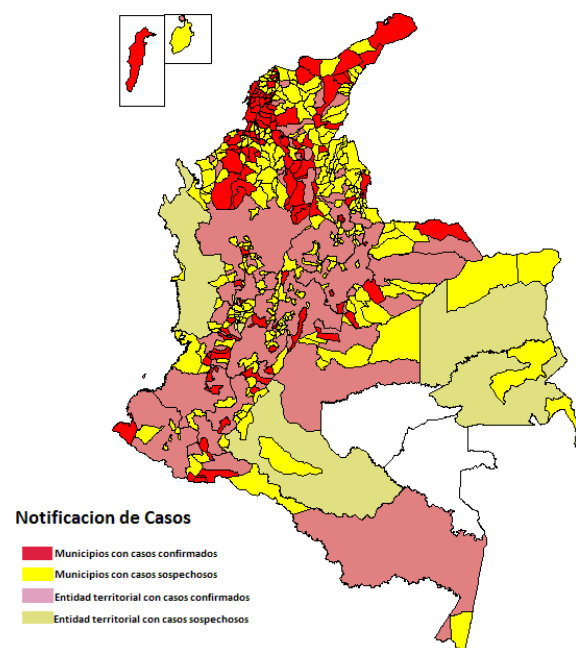 Notificacion de Casos
Municipios con casos confirmados
Municipios con casos sospechosos
Entidad territorial con casos confirmados
Entidad territorial con casos sospechosos